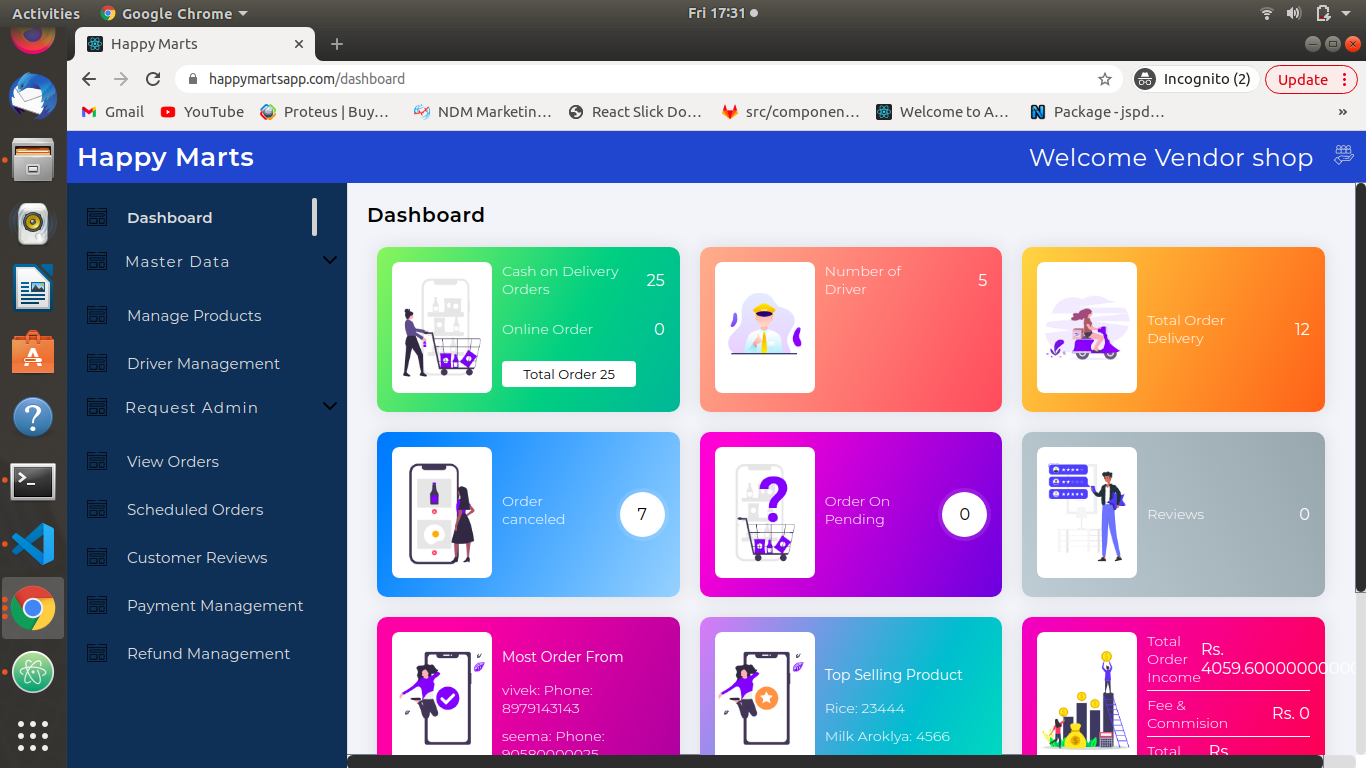 Activities
Google Chrome
Fri 17:31
Happy Marts
happymartsapp.com/dashboard
Incognito (2)
Update
Gmail
YouTube
Proteus | Buy...
NDM Marketin...
React Slick Do...
src/componen...
Welcome to A...
Package - jspd...
»
Happy Marts
Welcome Vendor shop
Dashboard
Master Data
Manage Products
Driver Management
Request Admin
View Orders
Scheduled Orders
Customer Reviews
Payment Management
Refund Management
Dashboard
Cash on Delivery
Orders
25
Online Order
0
Total Order 25
Number of
Driver
5
Total Order
Delivery
12
Order
canceled
7
Order On
Pending
0
Reviews
0
Most Order From
vivek: Phone:
8979143143
seema: Phone:
90580000025
Top Selling Product
Rice: 23444
Milk Aroklya: 4566
Total
Order
Income
Rs.
Fee &
Commision
Rs. 0
Total
Rs.